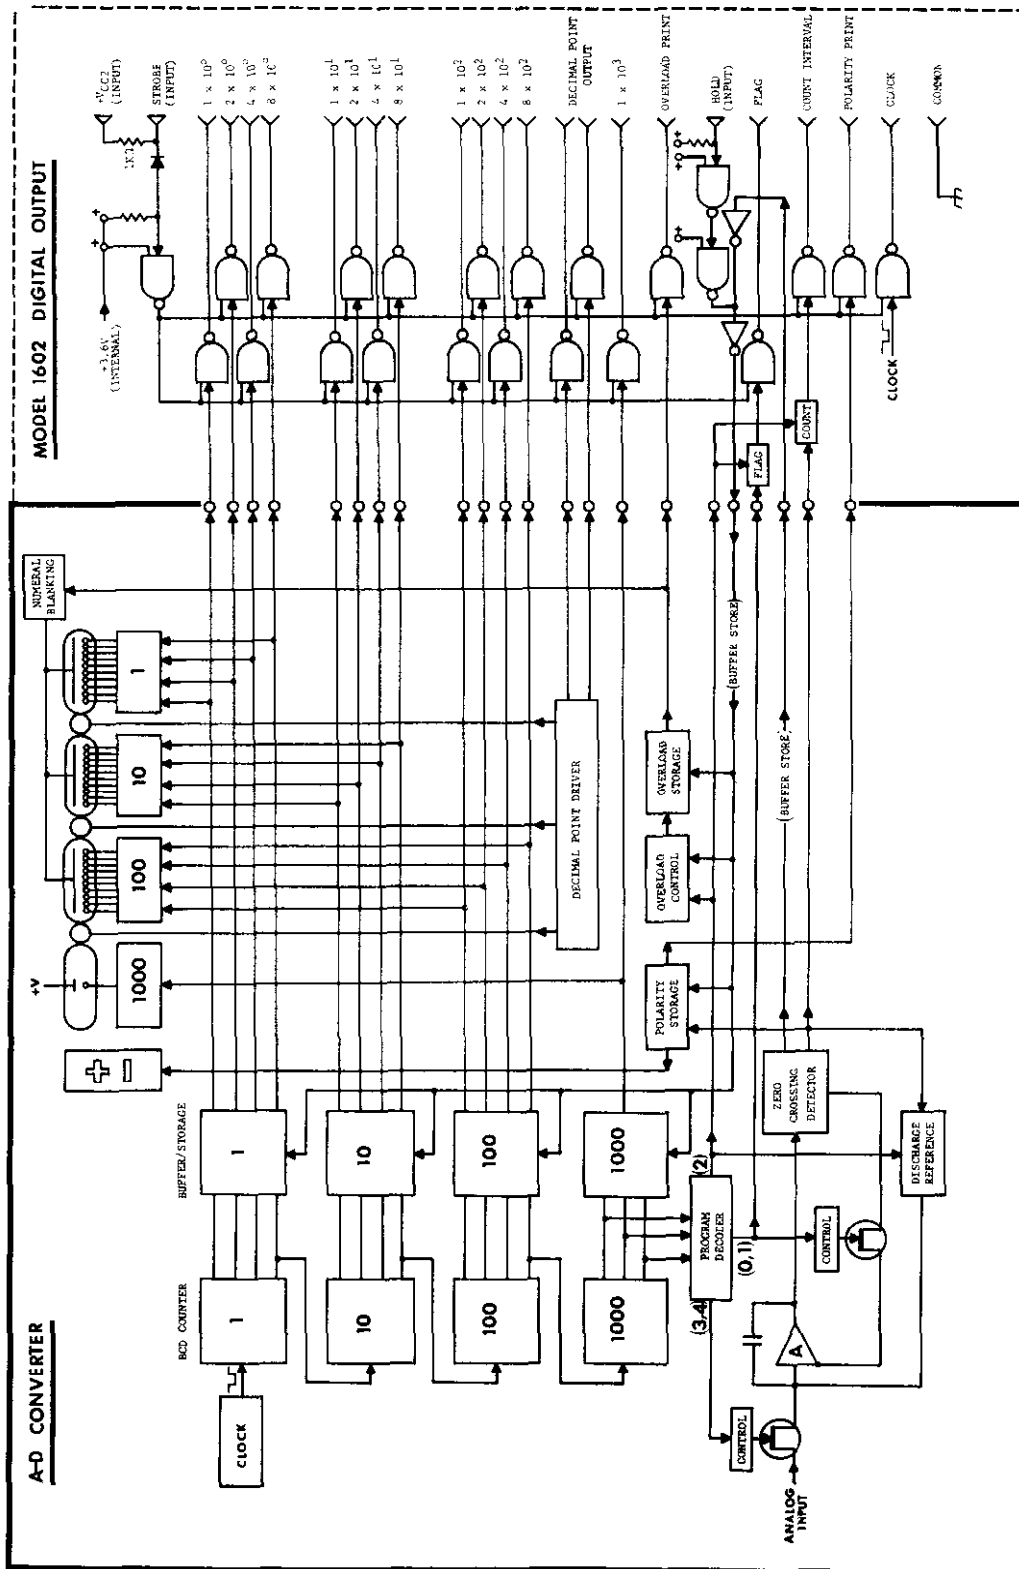 MODEL 1602 DIGITAL OUTPUT
+3.6V
(INTERNAL)
+VCC2
(INPUT)
1KΩ
STROBE
(INPUT)
+
+
1 x 10⁰
2 x 10⁰
4 x 10⁰
8 x 10⁰
1 x 10¹
2 x 10¹
4 x 10¹
8 x 10¹
1 x 10²
2 x 10²
4 x 10²
8 x 10²
DECIMAL POINT
OUTPUT
1 x 10³
OVERLOAD PRINT
+
+
+
HOLD
(INPUT)
FLAG
COUNT INTERVAL
POLARITY PRINT
CLOCK
COMMON
FLAG
COUNT
CLOCK
A-D CONVERTER
NUMERAL
BLANKING
+V
1
10
100
1000
+
−
DECIMAL POINT DRIVER
BUFFER/STORAGE
1
10
100
1000
BCD COUNTER
1
10
100
1000
CLOCK
OVERLOAD
STORAGE
OVERLOAD
CONTROL
POLARITY
STORAGE
(BUFFER STORE)
(BUFFER STORE)
PROGRAM
DECODER
(2)
(0,1)
(3,4)
ZERO
CROSSING
DETECTOR
DISCHARGE
REFERENCE
CONTROL
CONTROL
A
ANALOG
INPUT